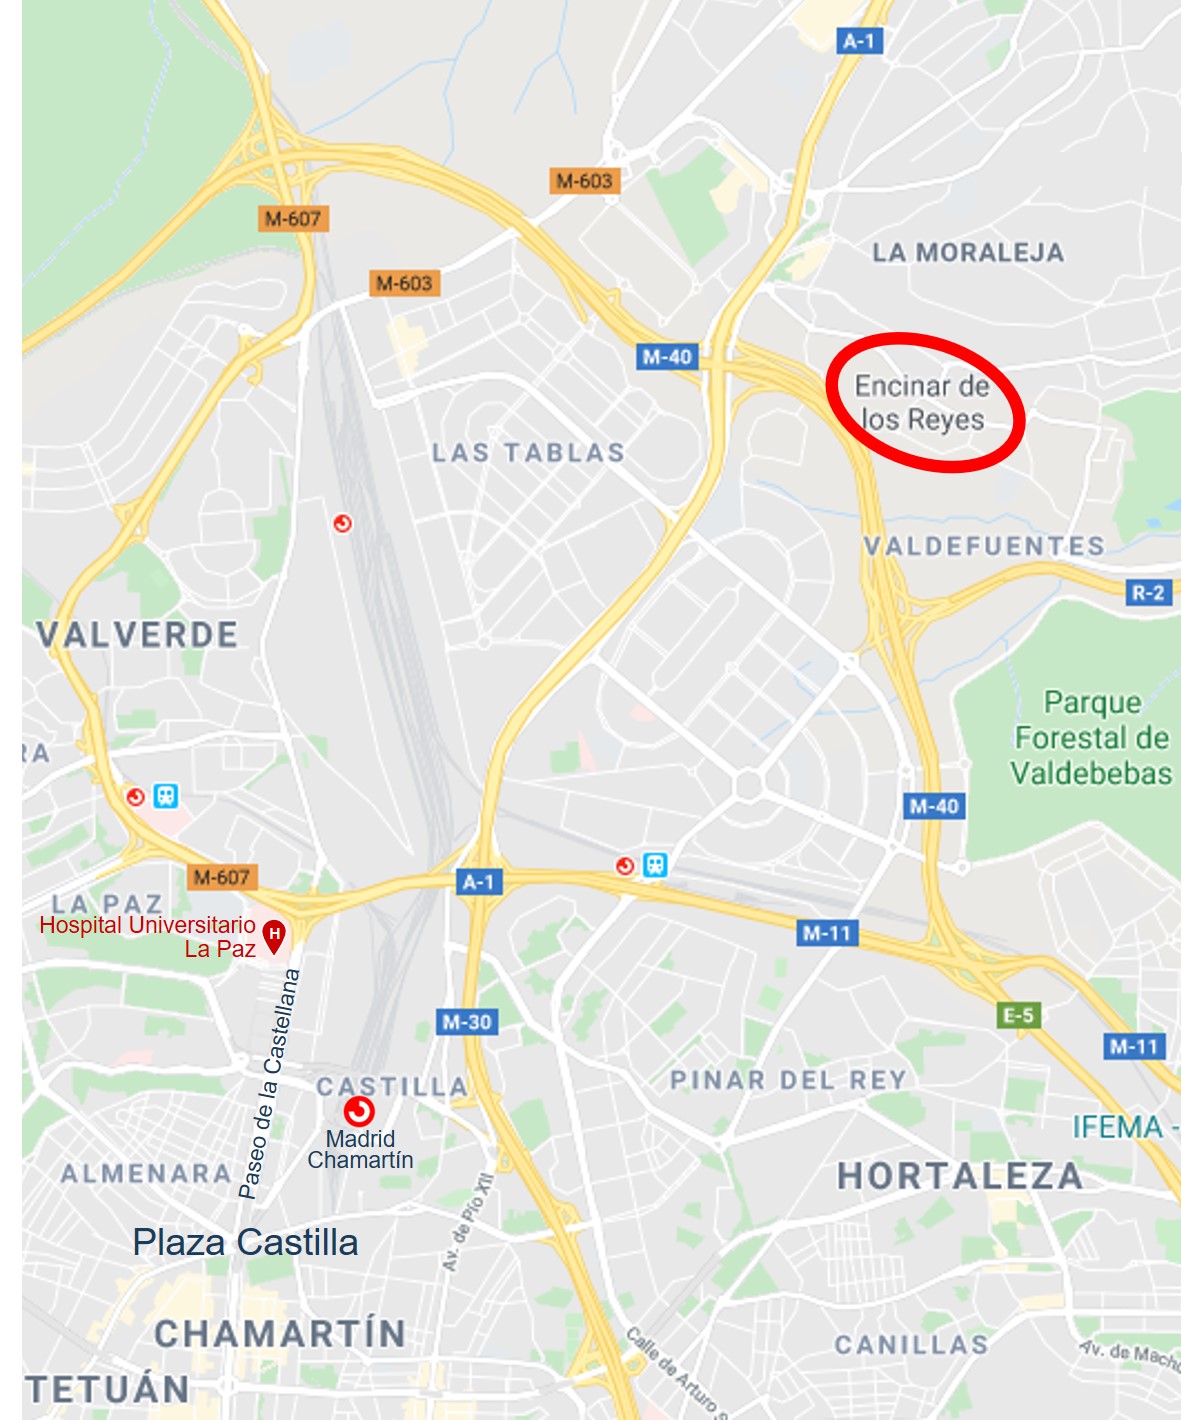 A-1
M-603
M-607
LA MORALEJA
M-603
M-40
Encinar de
los Reyes
LAS TABLAS
VALDEFUENTES
R-2
VALVERDE
Parque
Forestal de
Valdebebas
RA
M-40
M-607
A-1
LA PAZ
Hospital Universitario
La Paz
H
M-11
Paseo de la Castellana
M-30
E-5
M-11
CASTILLA
PINAR DEL REY
Madrid
Chamartín
IFEMA -
ALMENARA
HORTALEZA
Av. de Pío XII
Plaza Castilla
CHAMARTÍN
Calle de Arturo S
CANILLAS
Av. de Machu
TETUÁN